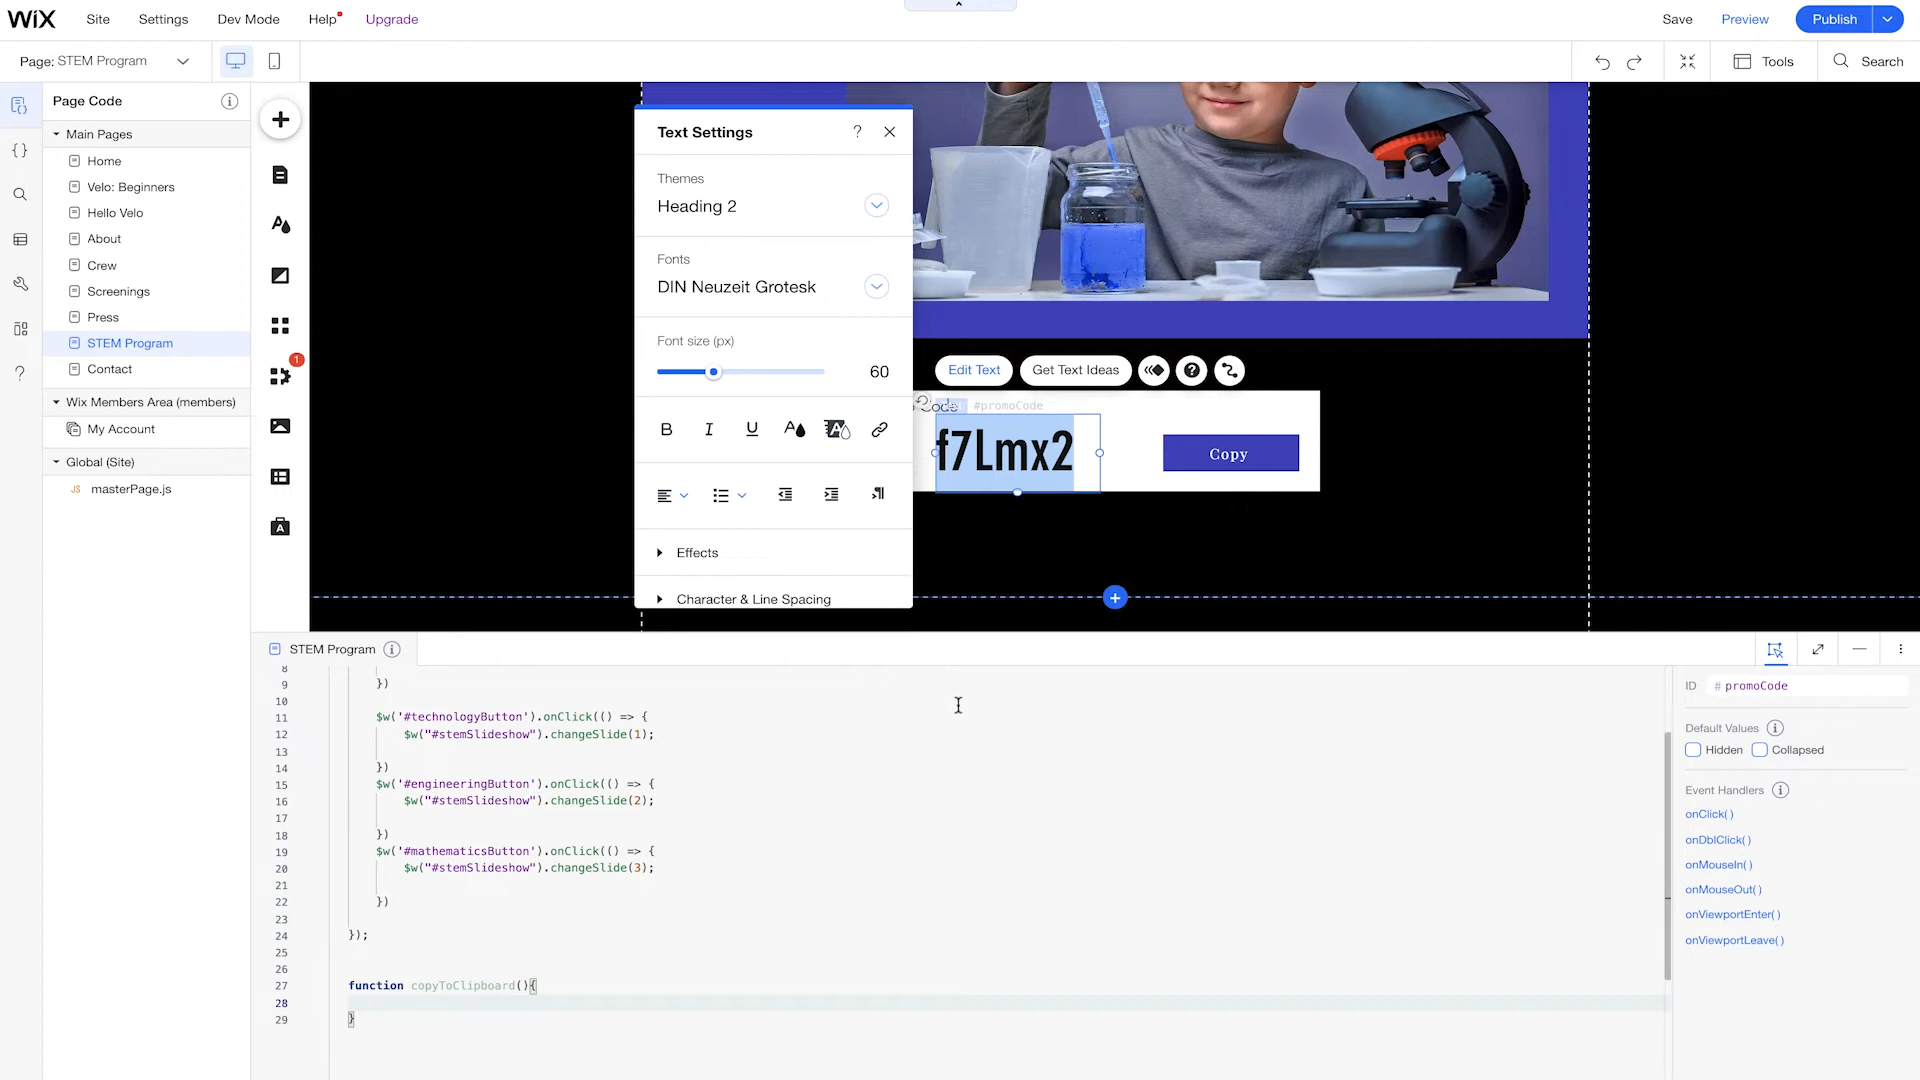 WiX Site Settings Dev Mode Help Upgrade Save Preview Publish
Page: STEM Program Tools Search
Page Code
Main Pages
Home
Velo: Beginners
Hello Velo
About
Crew
Screenings
Press
STEM Program
Contact
Wix Members Area (members)
My Account
Global (Site)
JS masterPage.js
1
Text Settings ?
Themes
Heading 2
Fonts
DIN Neuzeit Grotesk
Font size (px)
60
B I U A A
Effects
Character & Line Spacing
Edit Text Get Text Ideas
#promoCode
f7Lmx2
Copy
STEM Program
8
9 })
10
11 $w('#technologyButton').onClick(() => {
12 $w("#stemSlideshow").changeSlide(1);
13
14 })
15 $w('#engineeringButton').onClick(() => {
16 $w("#stemSlideshow").changeSlide(2);
17
18 })
19 $w('#mathematicsButton').onClick(() => {
20 $w("#stemSlideshow").changeSlide(3);
21
22 })
23
24 });
25
26
27 function copyToClipboard(){
28
29 }
ID # promoCode
Default Values
Hidden Collapsed
Event Handlers
onClick( )
onDblClick( )
onMouseIn( )
onMouseOut( )
onViewportEnter( )
onViewportLeave( )